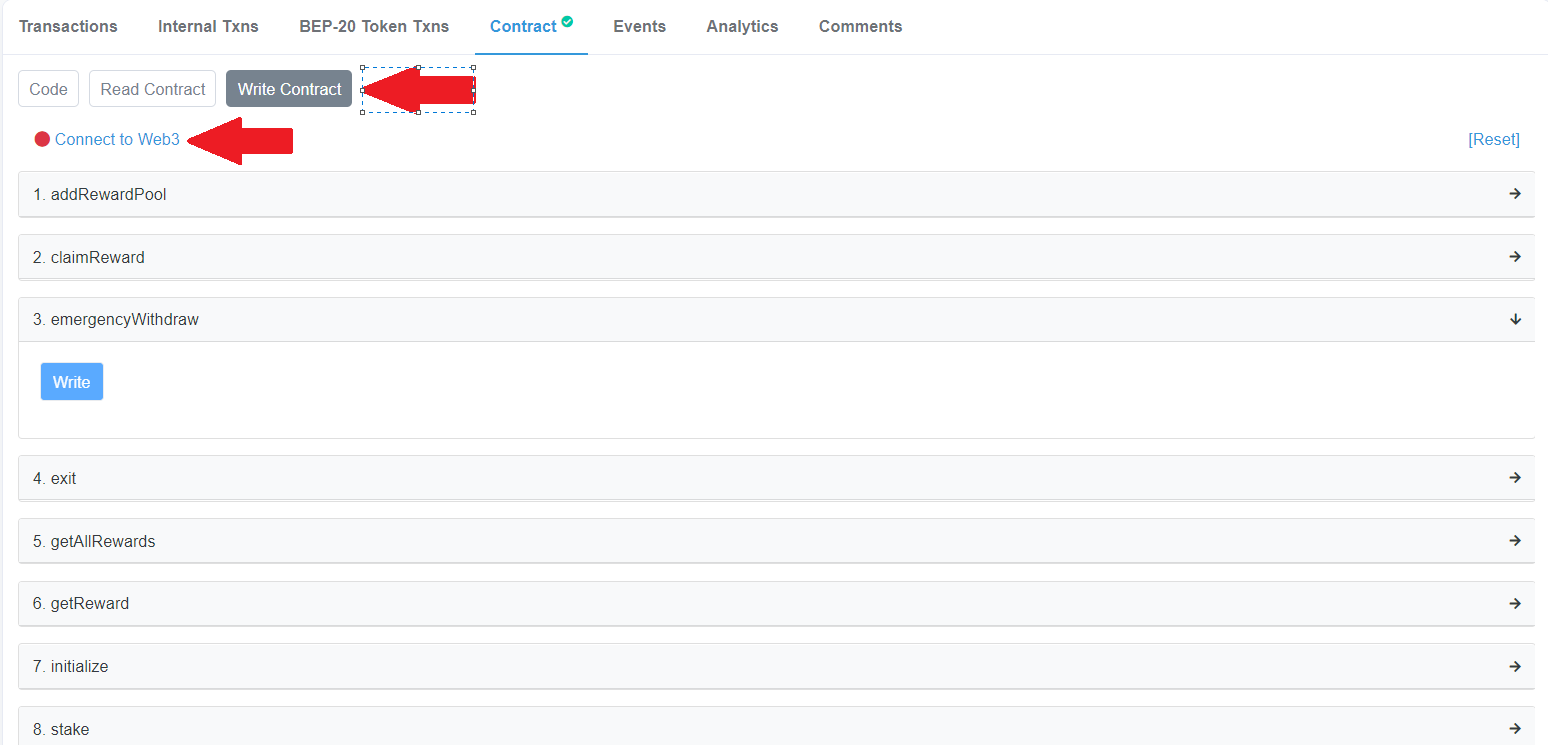 Transactions Internal Txns BEP-20 Token Txns Contract Events Analytics Comments
Code Read Contract Write Contract
Connect to Web3 [Reset]
1. addRewardPool
2. claimReward
3. emergencyWithdraw
Write
4. exit
5. getAllRewards
6. getReward
7. initialize
8. stake